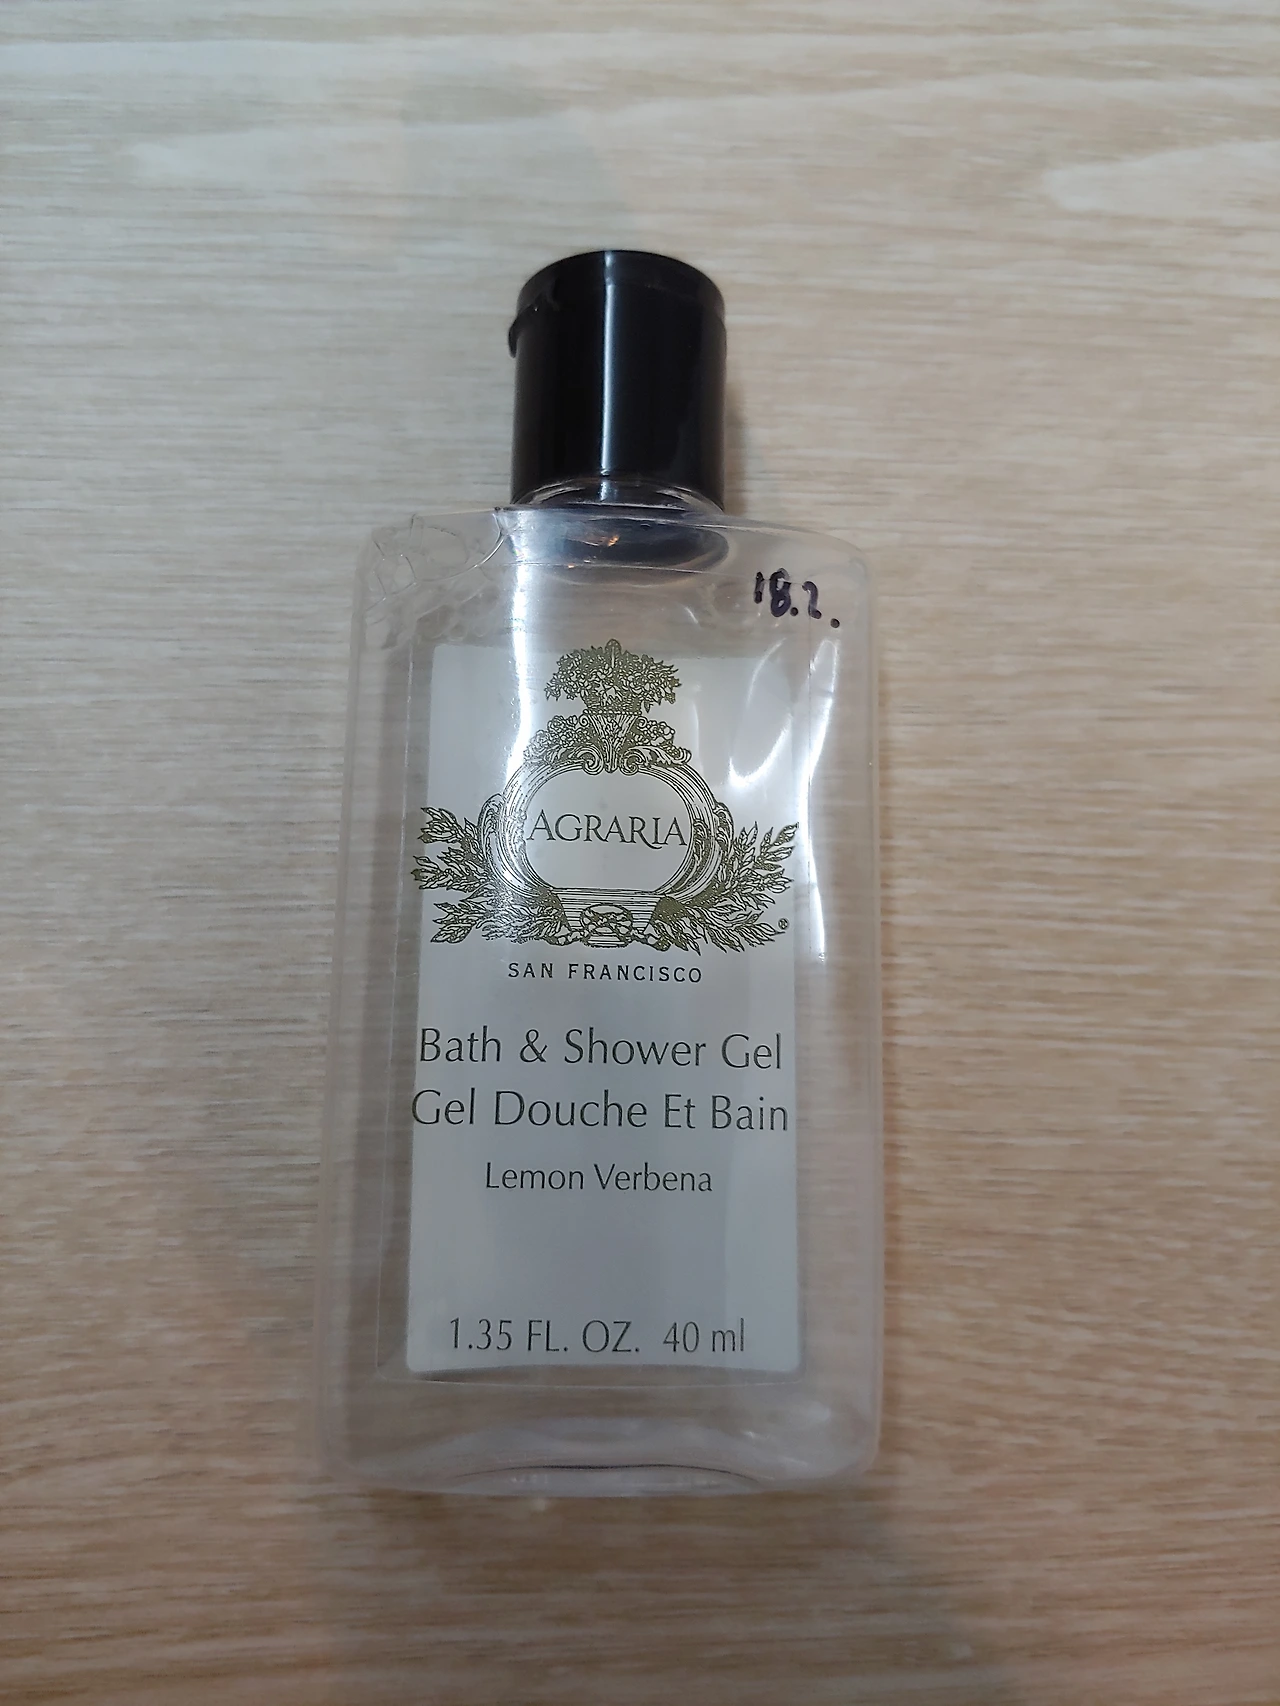 18.2.
AGRARIA
®
SAN FRANCISCO
Bath & Shower Gel
Gel Douche Et Bain
Lemon Verbena
1.35 FL. OZ. 40 ml